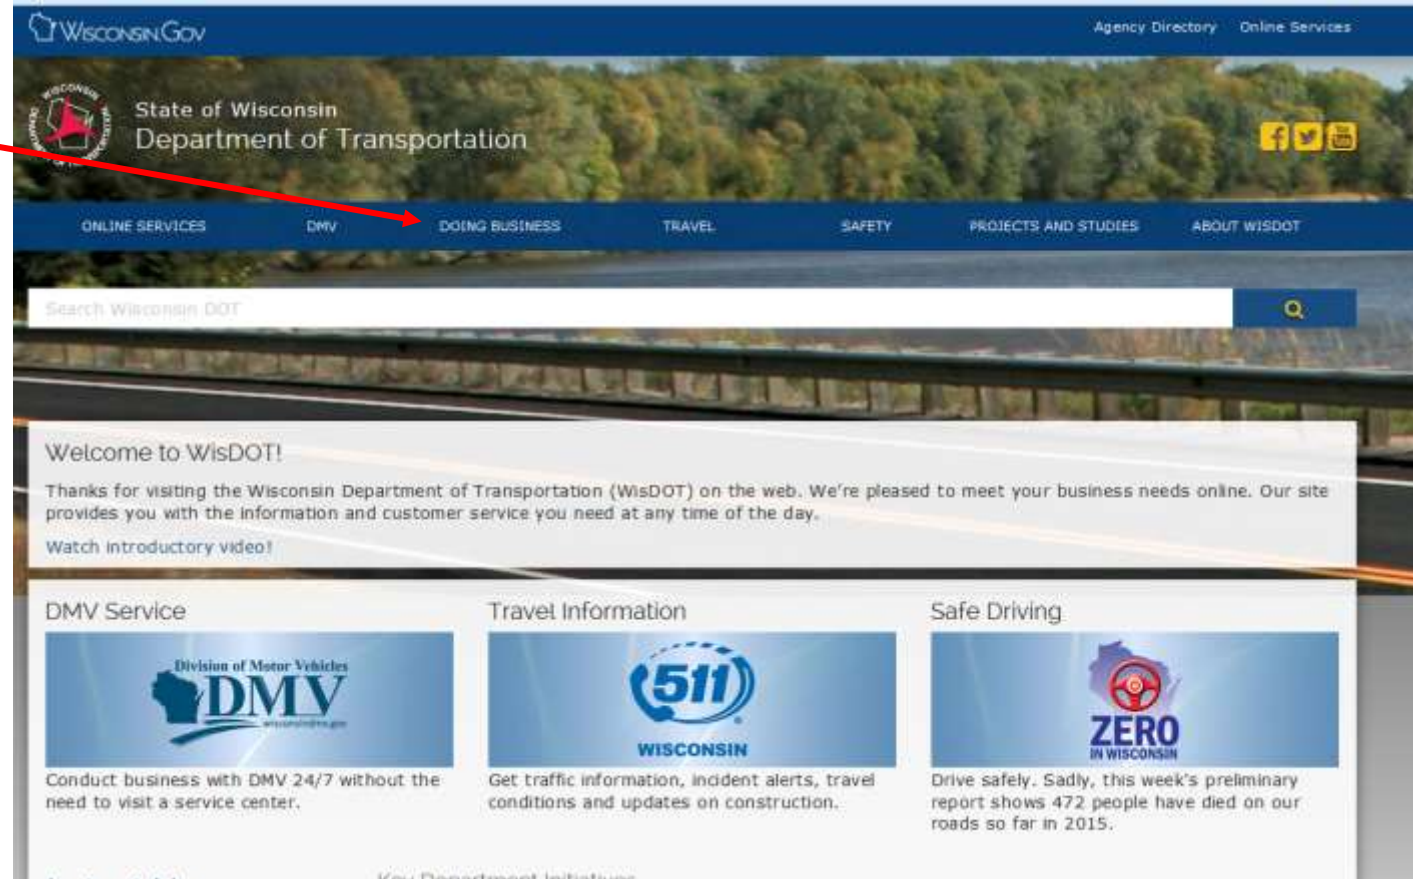 WISCONSIN.GOV
Agency Directory Online Services
State of Wisconsin
Department of Transportation
ONLINE SERVICES DMV DOING BUSINESS TRAVEL SAFETY PROJECTS AND STUDIES ABOUT WISDOT
Search Wisconsin DOT
Welcome to WisDOT!
Thanks for visiting the Wisconsin Department of Transportation (WisDOT) on the web. We're pleased to meet your business needs online. Our site
provides you with the information and customer service you need at any time of the day.
Watch introductory video!
DMV Service
Division of Motor Vehicles
DMV
wisconsindmv.gov
Conduct business with DMV 24/7 without the
need to visit a service center.
Travel Information
511
WISCONSIN
Get traffic information, incident alerts, travel
conditions and updates on construction.
Safe Driving
ZERO
IN WISCONSIN
Drive safely. Sadly, this week's preliminary
report shows 472 people have died on our
roads so far in 2015.
Key Department Initiatives